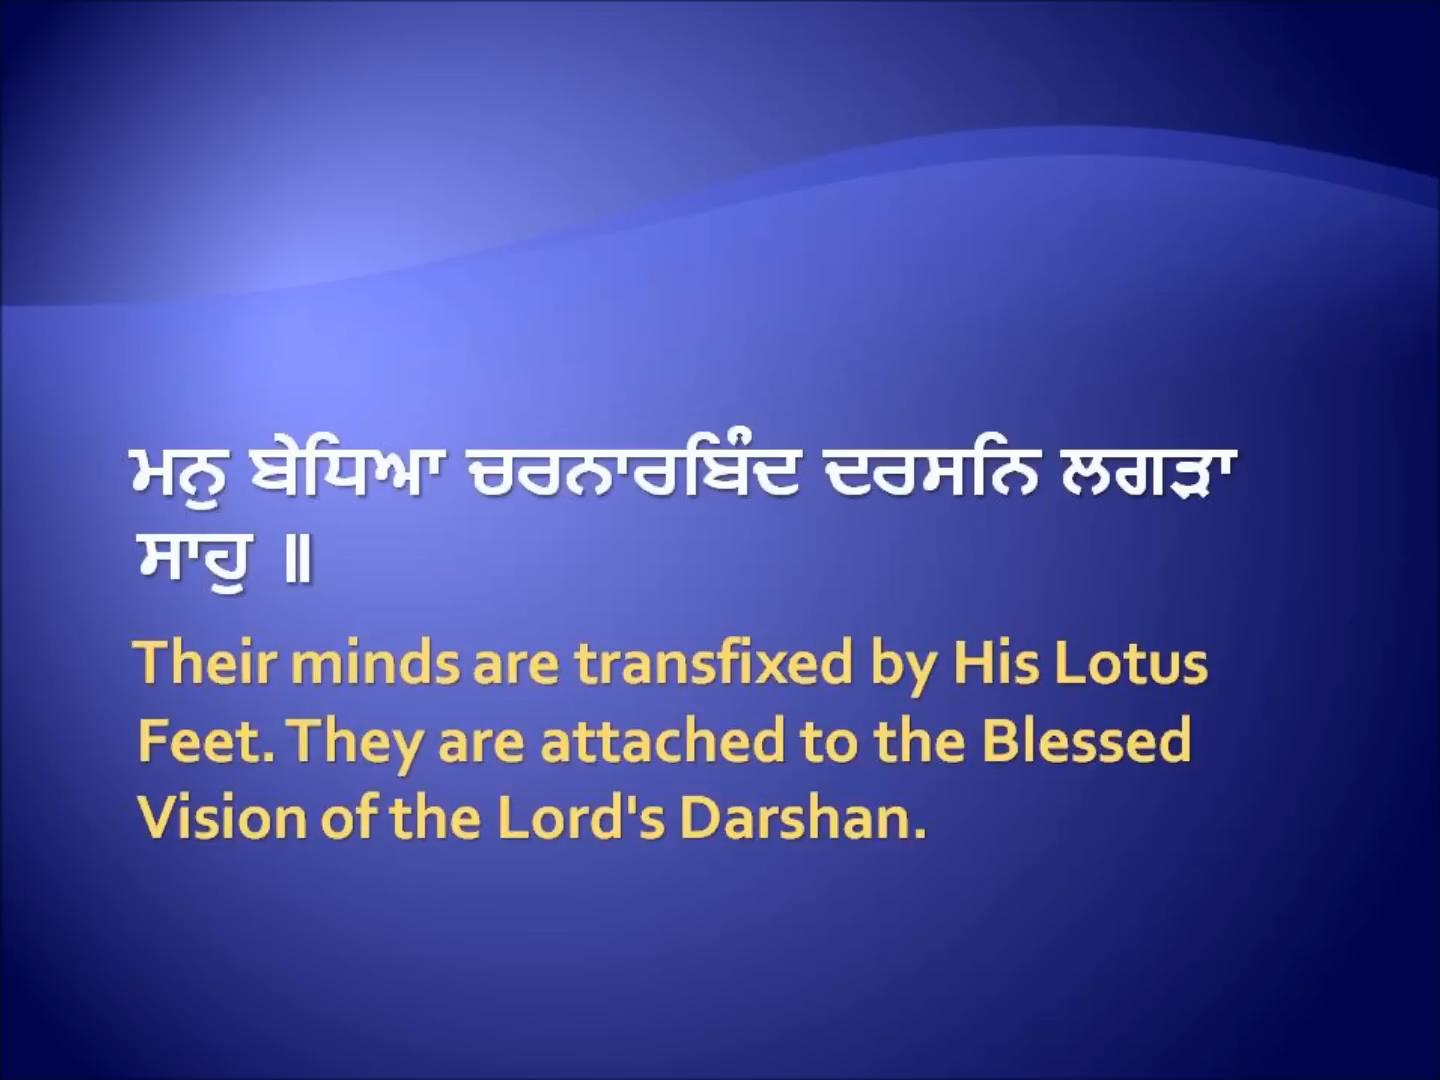 ਮਨੁ ਬੇਧਿਆ ਚਰਨਾਰਬਿੰਦ ਦਰਸਨਿ ਲਗੜਾ
ਸਾਹੁ ॥
Their minds are transfixed by His Lotus
Feet. They are attached to the Blessed
Vision of the Lord's Darshan.